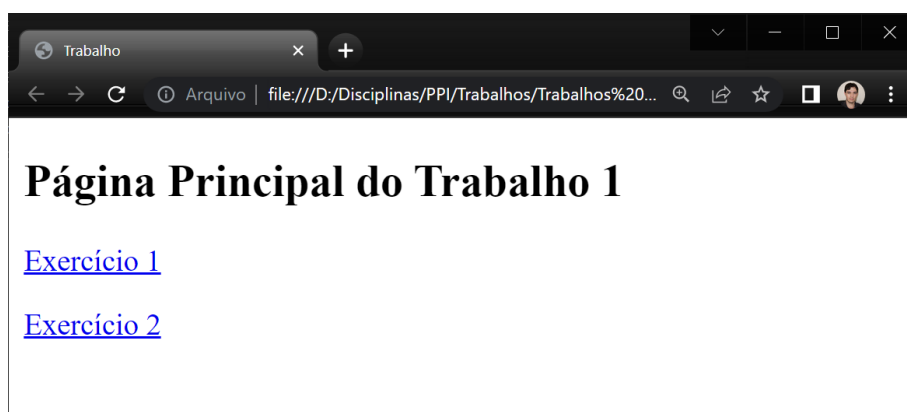 Trabalho
Arquivo | file:///D:/Disciplinas/PPI/Trabalhos/Trabalhos%20...
Página Principal do Trabalho 1
Exercício 1
Exercício 2